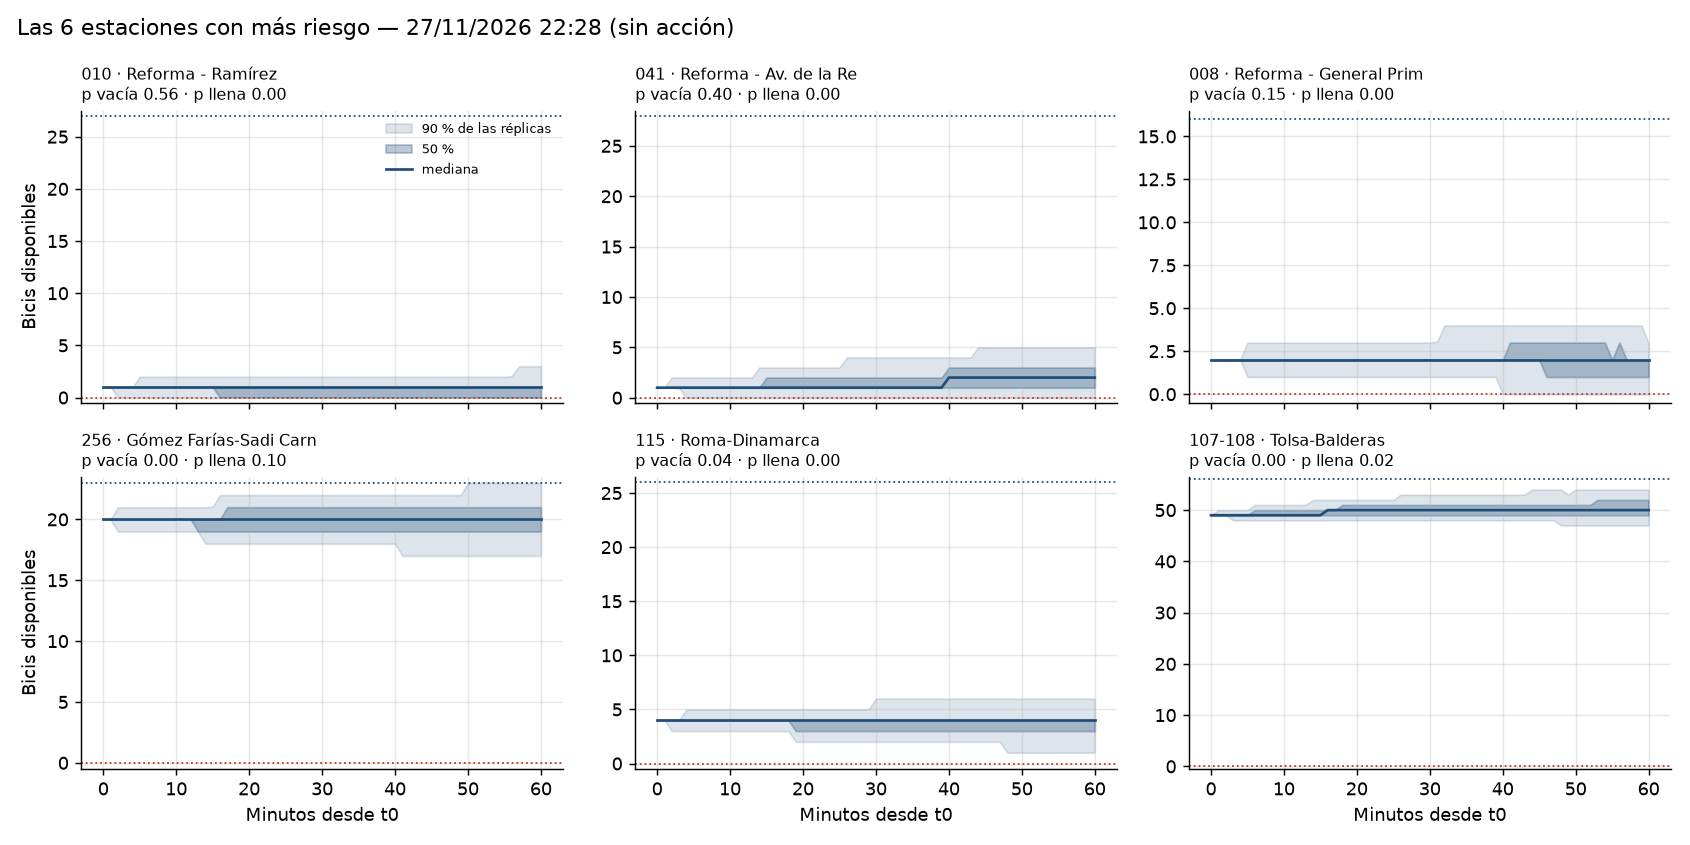 Las 6 estaciones con más riesgo — 27/11/2026 22:28 (sin acción)
010 · Reforma - Ramírez
p vacía 0.56 · p llena 0.00
25
20
15
10
5
0
Bicis disponibles
90 % de las réplicas
50 %
mediana
041 · Reforma - Av. de la Re
p vacía 0.40 · p llena 0.00
25
20
15
10
5
0
008 · Reforma - General Prim
p vacía 0.15 · p llena 0.00
15.0
12.5
10.0
7.5
5.0
2.5
0.0
256 · Gómez Farías-Sadi Carn
p vacía 0.00 · p llena 0.10
20
15
10
5
0
Bicis disponibles
0 10 20 30 40 50 60
Minutos desde t0
115 · Roma-Dinamarca
p vacía 0.04 · p llena 0.00
25
20
15
10
5
0
0 10 20 30 40 50 60
Minutos desde t0
107-108 · Tolsa-Balderas
p vacía 0.00 · p llena 0.02
50
40
30
20
10
0
0 10 20 30 40 50 60
Minutos desde t0